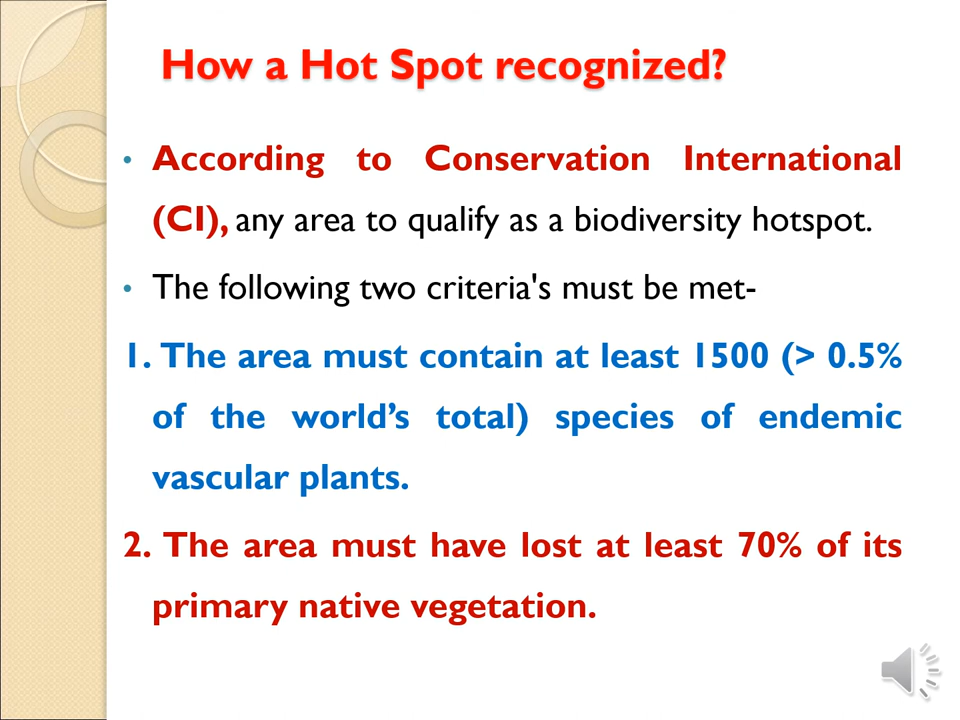 How a Hot Spot recognized?
• According to Conservation International
(CI), any area to qualify as a biodiversity hotspot.
• The following two criteria's must be met-
1. The area must contain at least 1500 (> 0.5%
of the world's total) species of endemic
vascular plants.
2. The area must have lost at least 70% of its
primary native vegetation.